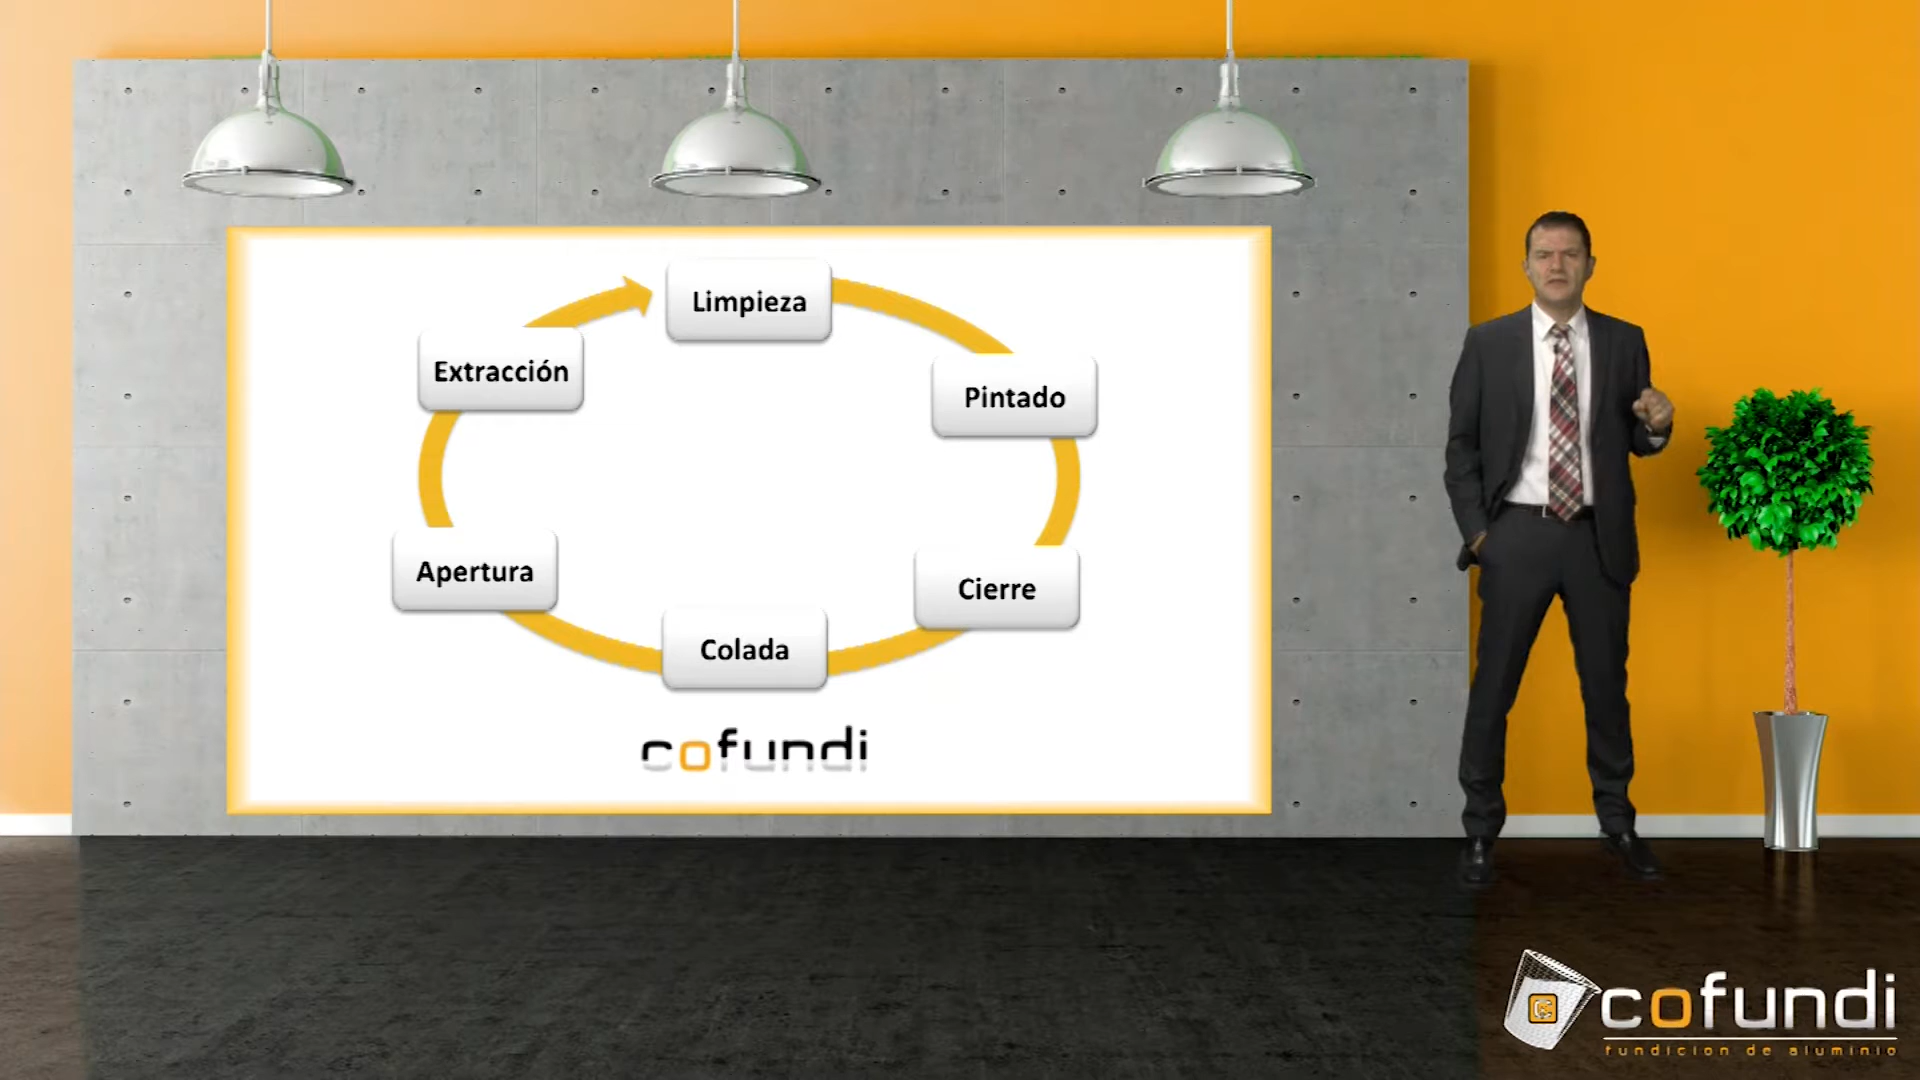 Limpieza
Extracción
Pintado
Apertura
Cierre
Colada
cofundi
cofundi
fundicion de aluminio